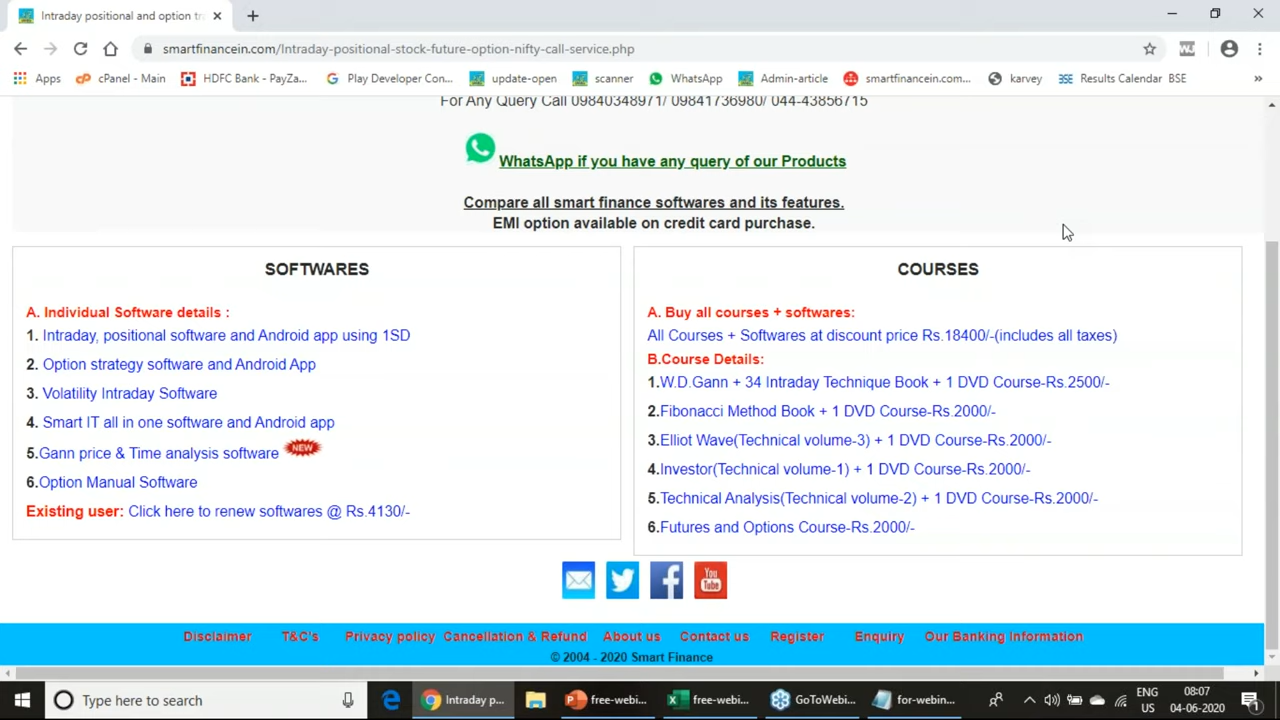 Intraday positional and option tr
smartfinancein.com/Intraday-positional-stock-future-option-nifty-call-service.php
Apps cPanel - Main HDFC Bank - PayZa... Play Developer Con... update-open scanner WhatsApp Admin-article smartfinancein.com... karvey Results Calendar BSE »
For Any Query Call 09840348971/ 09841736980/ 044-43856715
WhatsApp if you have any query of our Products
Compare all smart finance softwares and its features.
EMI option available on credit card purchase.
SOFTWARES
A. Individual Software details :
1. Intraday, positional software and Android app using 1SD
2. Option strategy software and Android App
3. Volatility Intraday Software
4. Smart IT all in one software and Android app
5.Gann price & Time analysis software NEW
6.Option Manual Software
Existing user: Click here to renew softwares @ Rs.4130/-
COURSES
A. Buy all courses + softwares:
All Courses + Softwares at discount price Rs.18400/-(includes all taxes)
B.Course Details:
1.W.D.Gann + 34 Intraday Technique Book + 1 DVD Course-Rs.2500/-
2.Fibonacci Method Book + 1 DVD Course-Rs.2000/-
3.Elliot Wave(Technical volume-3) + 1 DVD Course-Rs.2000/-
4.Investor(Technical volume-1) + 1 DVD Course-Rs.2000/-
5.Technical Analysis(Technical volume-2) + 1 DVD Course-Rs.2000/-
6.Futures and Options Course-Rs.2000/-
You Tube
Disclaimer T&C's Privacy policy Cancellation & Refund About us Contact us Register Enquiry Our Banking Information
© 2004 - 2020 Smart Finance
Type here to search Intraday p... free-webi... free-webi... GoToWebi... for-webin... ENG US 08:07 04-06-2020 1